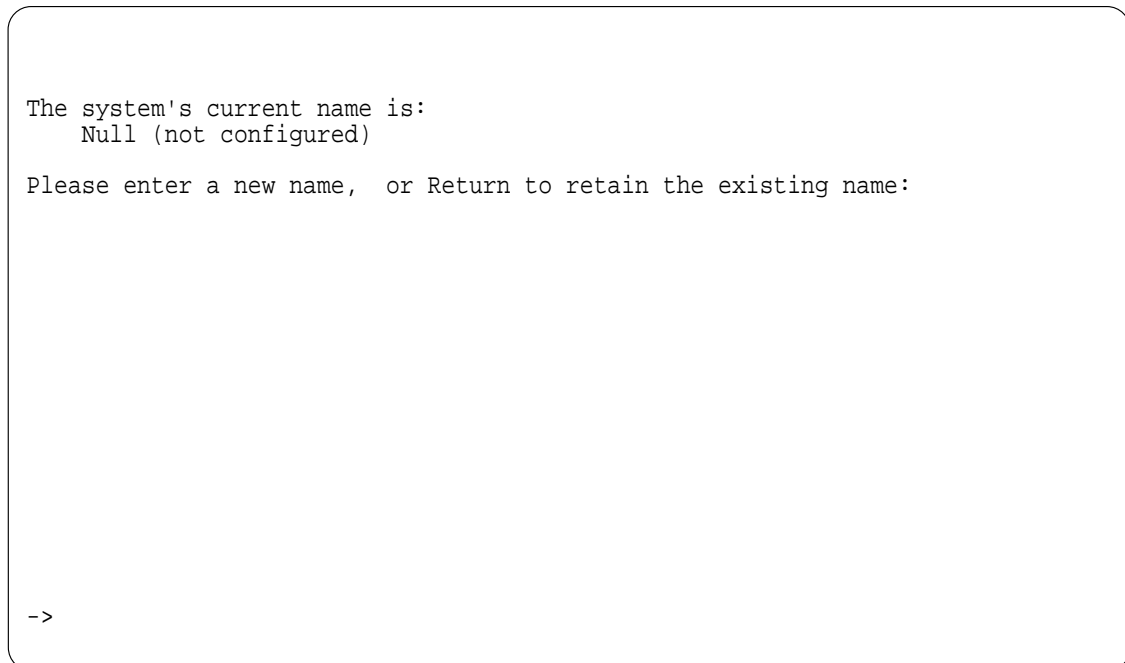 The system's current name is:
Null (not configured)
Please enter a new name,  or Return to retain the existing name:
->